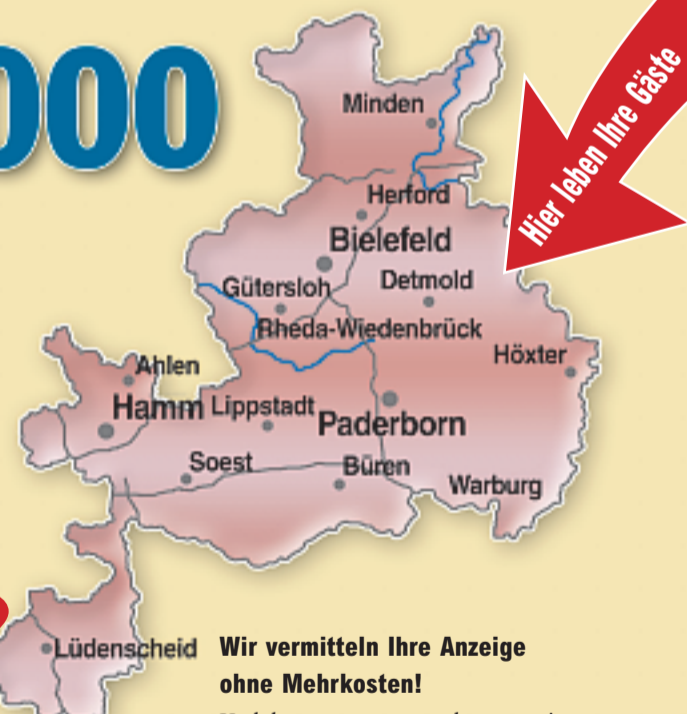 000
Hier leben Ihre Gäste
Minden
Herford
Bielefeld
Gütersloh
Detmold
Rheda-Wiedenbrück
Höxter
Ahlen
Hamm
Lippstadt
Paderborn
Soest
Büren
Warburg
Lüdenscheid
Wir vermitteln Ihre Anzeige
ohne Mehrkosten!